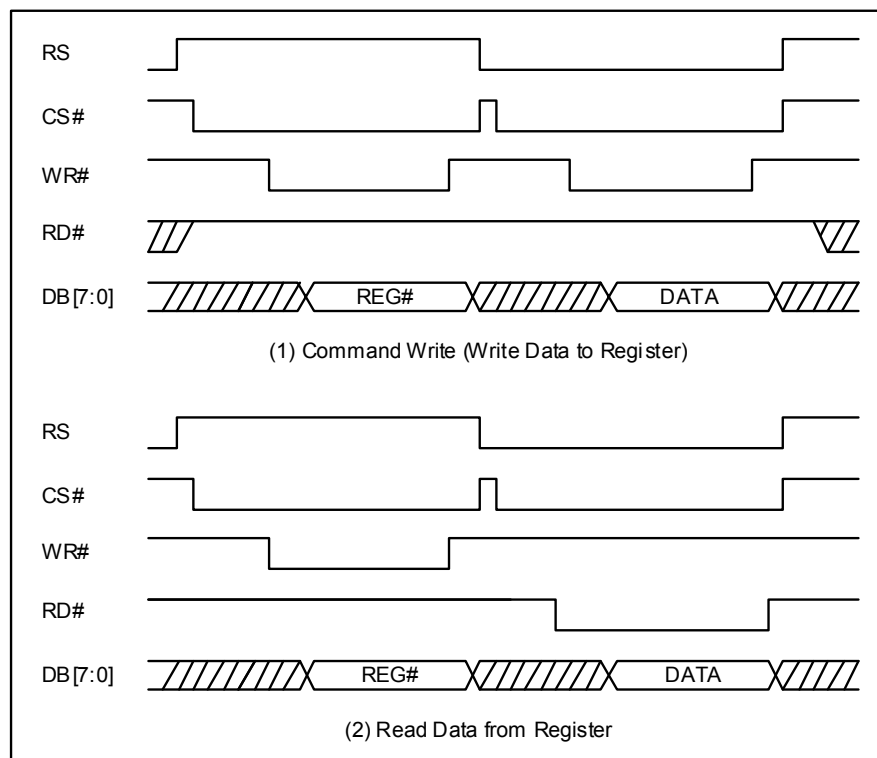 RS
CS#
WR#
RD#
DB[7:0] REG# DATA
(1) Command Write (Write Data to Register)
RS
CS#
WR#
RD#
DB[7:0] REG# DATA
(2) Read Data from Register